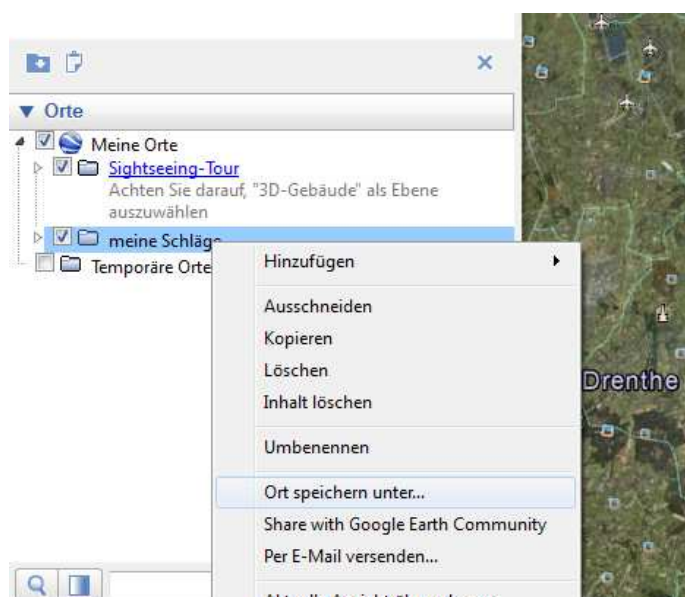 Orte
Meine Orte
Sightseeing-Tour
Achten Sie darauf, "3D-Gebäude" als Ebene
auszuwählen
meine Schläge
Temporäre Orte
Hinzufügen
Ausschneiden
Kopieren
Löschen
Inhalt löschen
Umbenennen
Ort speichern unter...
Share with Google Earth Community
Per E-Mail versenden...
Drenthe